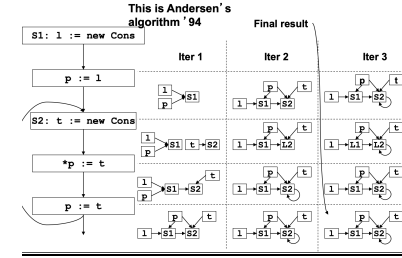 This is Andersen's
algorithm '94
Final result
S1: l := new Cons
Iter 1
Iter 2
Iter 3
p := l
l
p
S1
p
t
l
S1
S2
p
t
l
S1
S2
S2: t := new Cons
l
p
S1
t
S2
p
t
l
S1
L2
p
t
l
L1
L2
*p := t
l
p
S1
S2
t
p
t
l
S1
S2
p
t
l
S1
S2
p := t
p
t
l
S1
S2
p
t
l
S1
S2
p
t
l
S1
S2